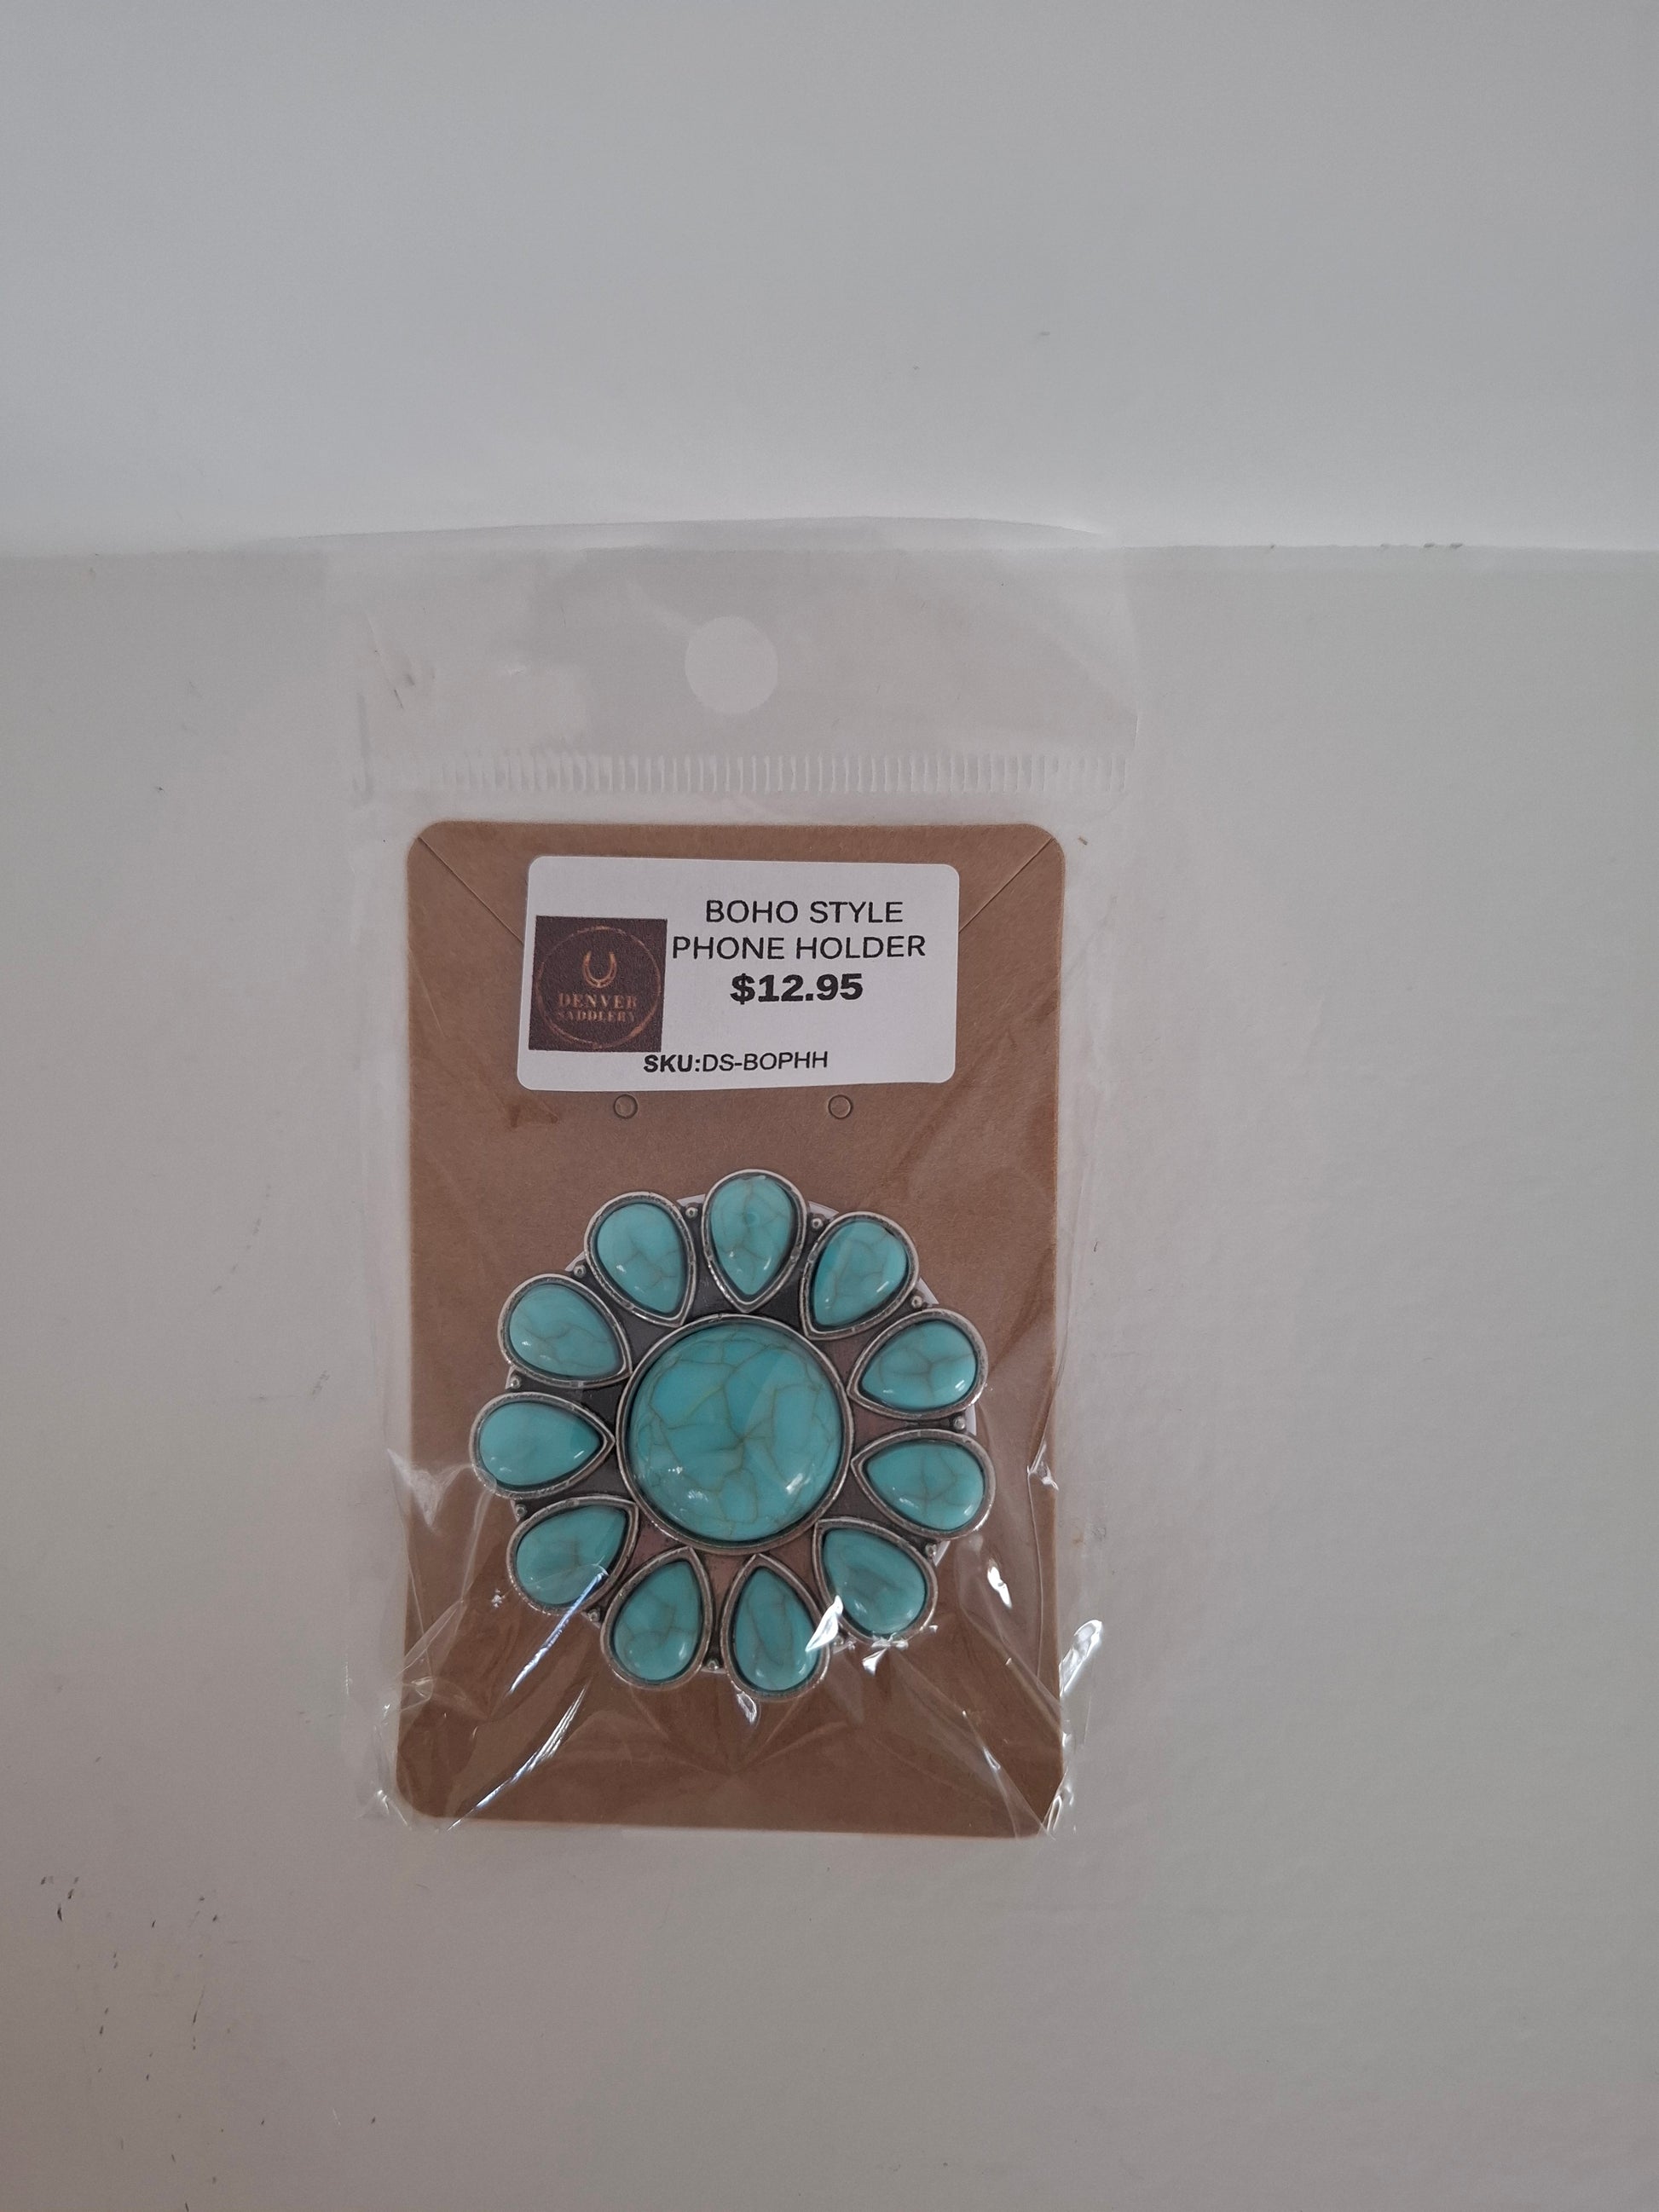 BOHO STYLE
PHONE HOLDER
$12.95
DENVER
SADDLERY
SKU:DS-BOPHH